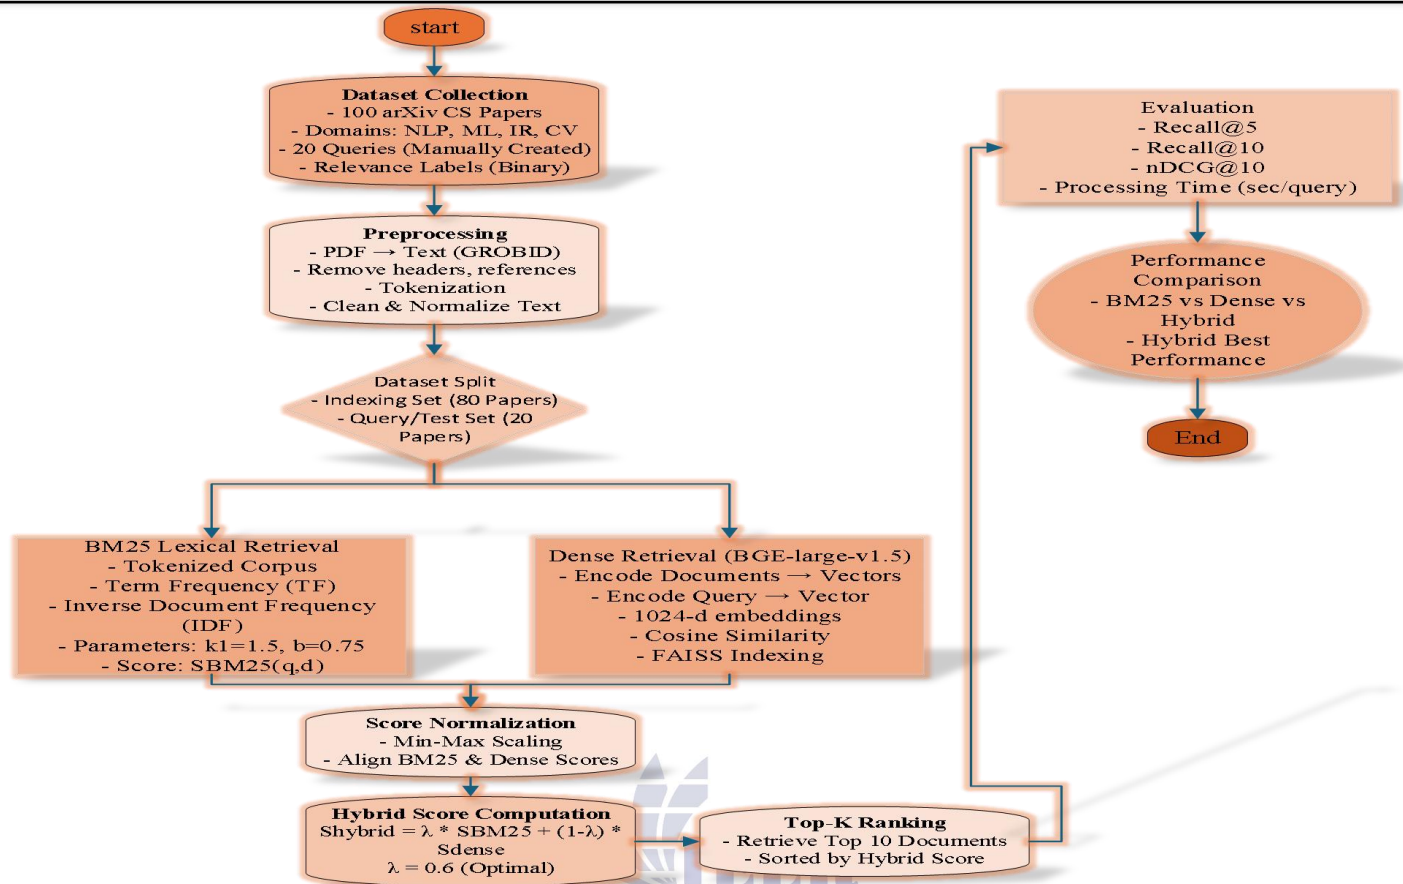 start
Dataset Collection
- 100 arXiv CS Papers
- Domains: NLP, ML, IR, CV
- 20 Queries (Manually Created)
- Relevance Labels (Binary)
Preprocessing
- PDF → Text (GROBID)
- Remove headers, references
- Tokenization
- Clean & Normalize Text
Dataset Split
- Indexing Set (80 Papers)
- Query/Test Set (20
Papers)
BM25 Lexical Retrieval
- Tokenized Corpus
- Term Frequency (TF)
- Inverse Document Frequency
(IDF)
- Parameters: k1=1.5, b=0.75
- Score: SBM25(q,d)
Dense Retrieval (BGE-large-v1.5)
- Encode Documents → Vectors
- Encode Query → Vector
- 1024-d embeddings
- Cosine Similarity
- FAISS Indexing
Score Normalization
- Min-Max Scaling
- Align BM25 & Dense Scores
Hybrid Score Computation
Shybrid = λ * SBM25 + (1-λ) *
Sdense
λ = 0.6 (Optimal)
Top-K Ranking
- Retrieve Top 10 Documents
- Sorted by Hybrid Score
Evaluation
- Recall@5
- Recall@10
- nDCG@10
- Processing Time (sec/query)
Performance
Comparison
- BM25 vs Dense vs
Hybrid
- Hybrid Best
Performance
End